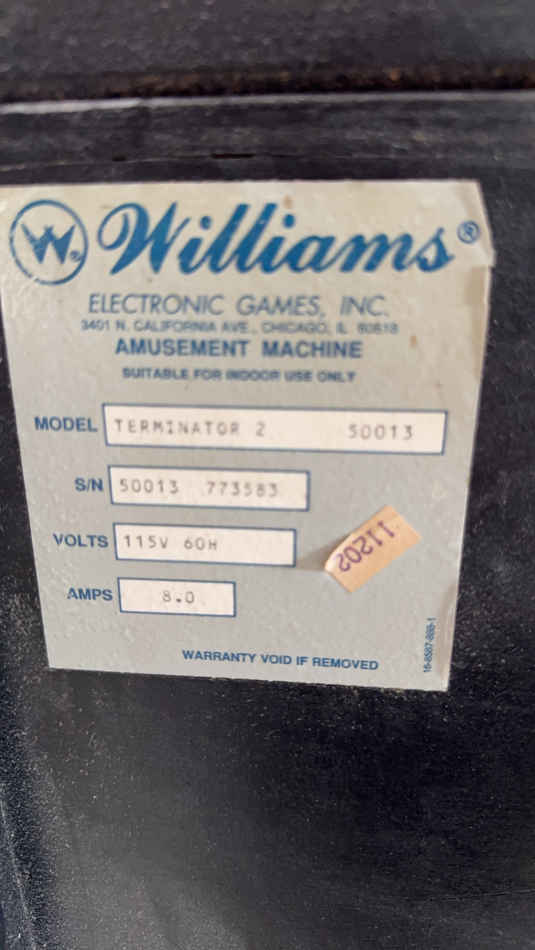 W®
Williams®
ELECTRONIC GAMES, INC.
3401 N. CALIFORNIA AVE., CHICAGO, IL 60618
AMUSEMENT MACHINE
SUITABLE FOR INDOOR USE ONLY
MODEL TERMINATOR 2 50013
S/N 50013 773583
VOLTS 115V 60H
11202
AMPS 8.0
WARRANTY VOID IF REMOVED